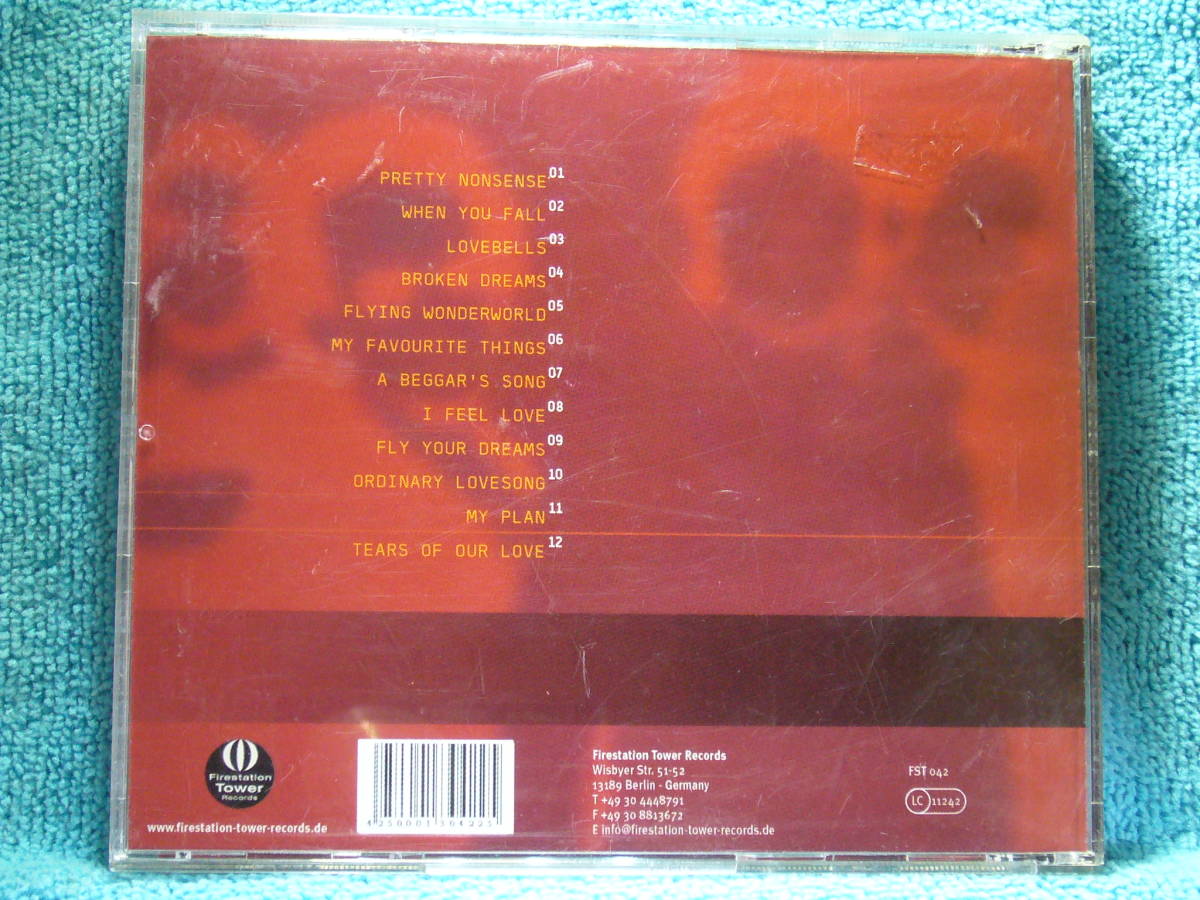 PRETTY NONSENSE 01
WHEN YOU FALL 02
LOVEBELLS 03
BROKEN DREAMS 04
FLYING WONDERWORLD 05
MY FAVOURITE THINGS 06
A BEGGAR'S SONG 07
I FEEL LOVE 08
FLY YOUR DREAMS 09
ORDINARY LOVESONG 10
MY PLAN 11
TEARS OF OUR LOVE 12
Firestation
Tower
Records
www.firestation-tower-records.de
Firestation Tower Records
Wisbyer Str. 51-52
13189 Berlin - Germany
T +49 30 4448791
F +49 30 8813672
E info@firestation-tower-records.de
FST 042
LC 11242